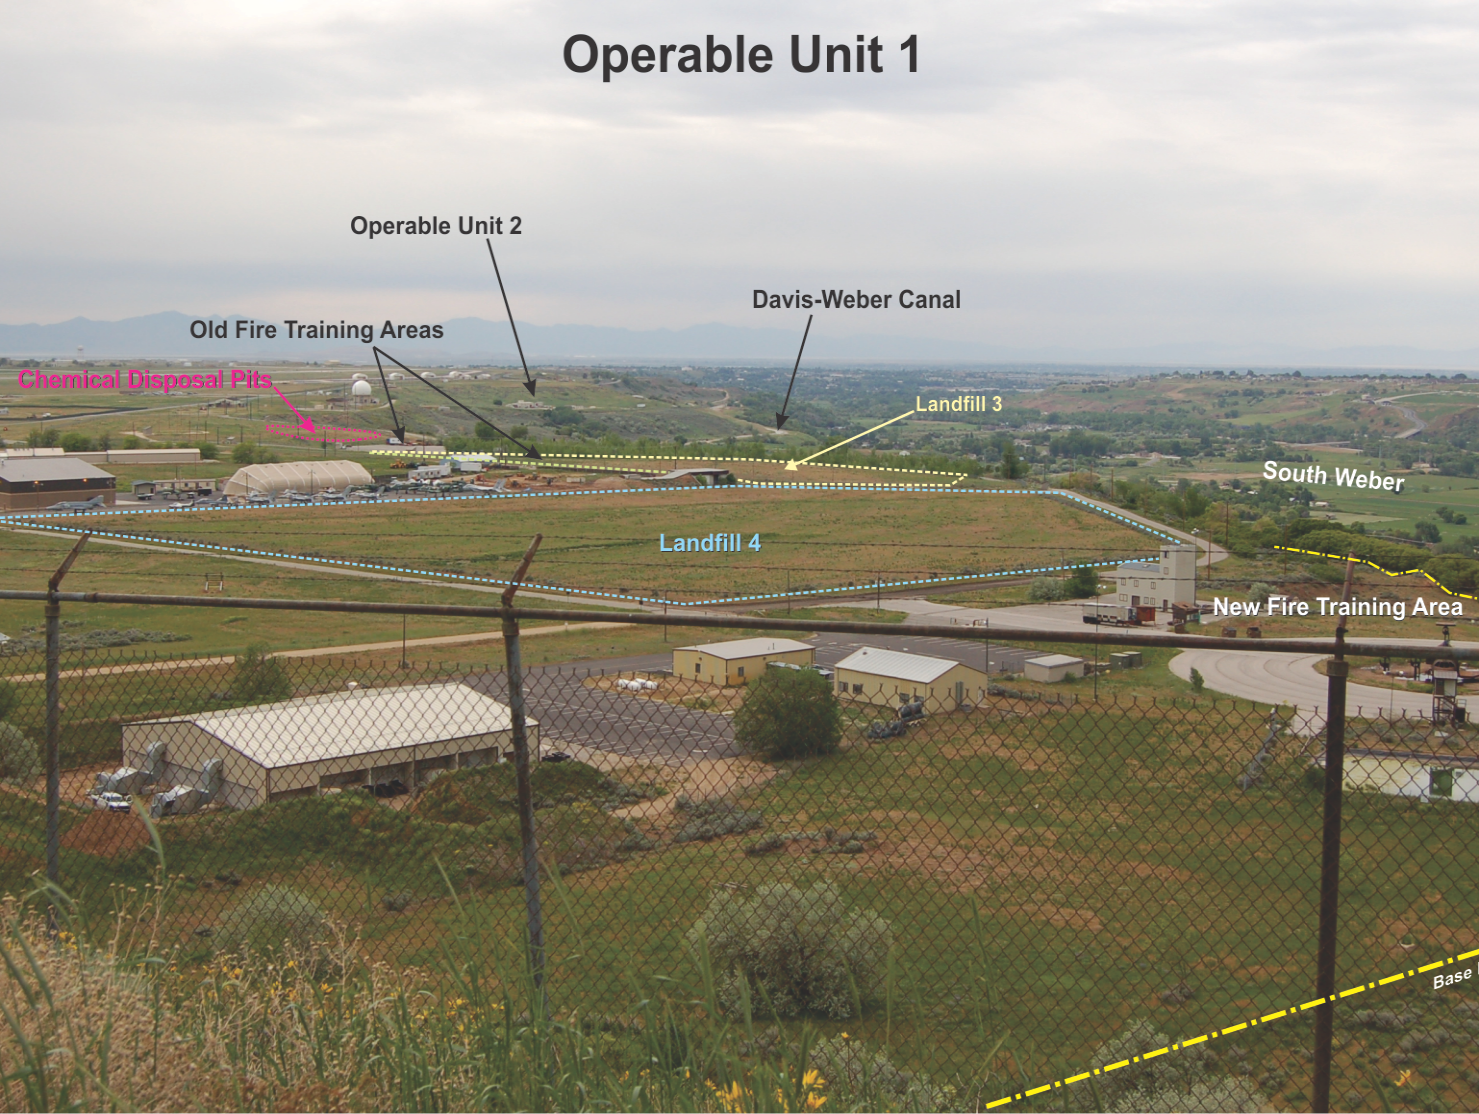 Operable Unit 1
Operable Unit 2
Davis-Weber Canal
Old Fire Training Areas
Chemical Disposal Pits
Landfill 3
South Weber
Landfill 4
New Fire Training Area
Base